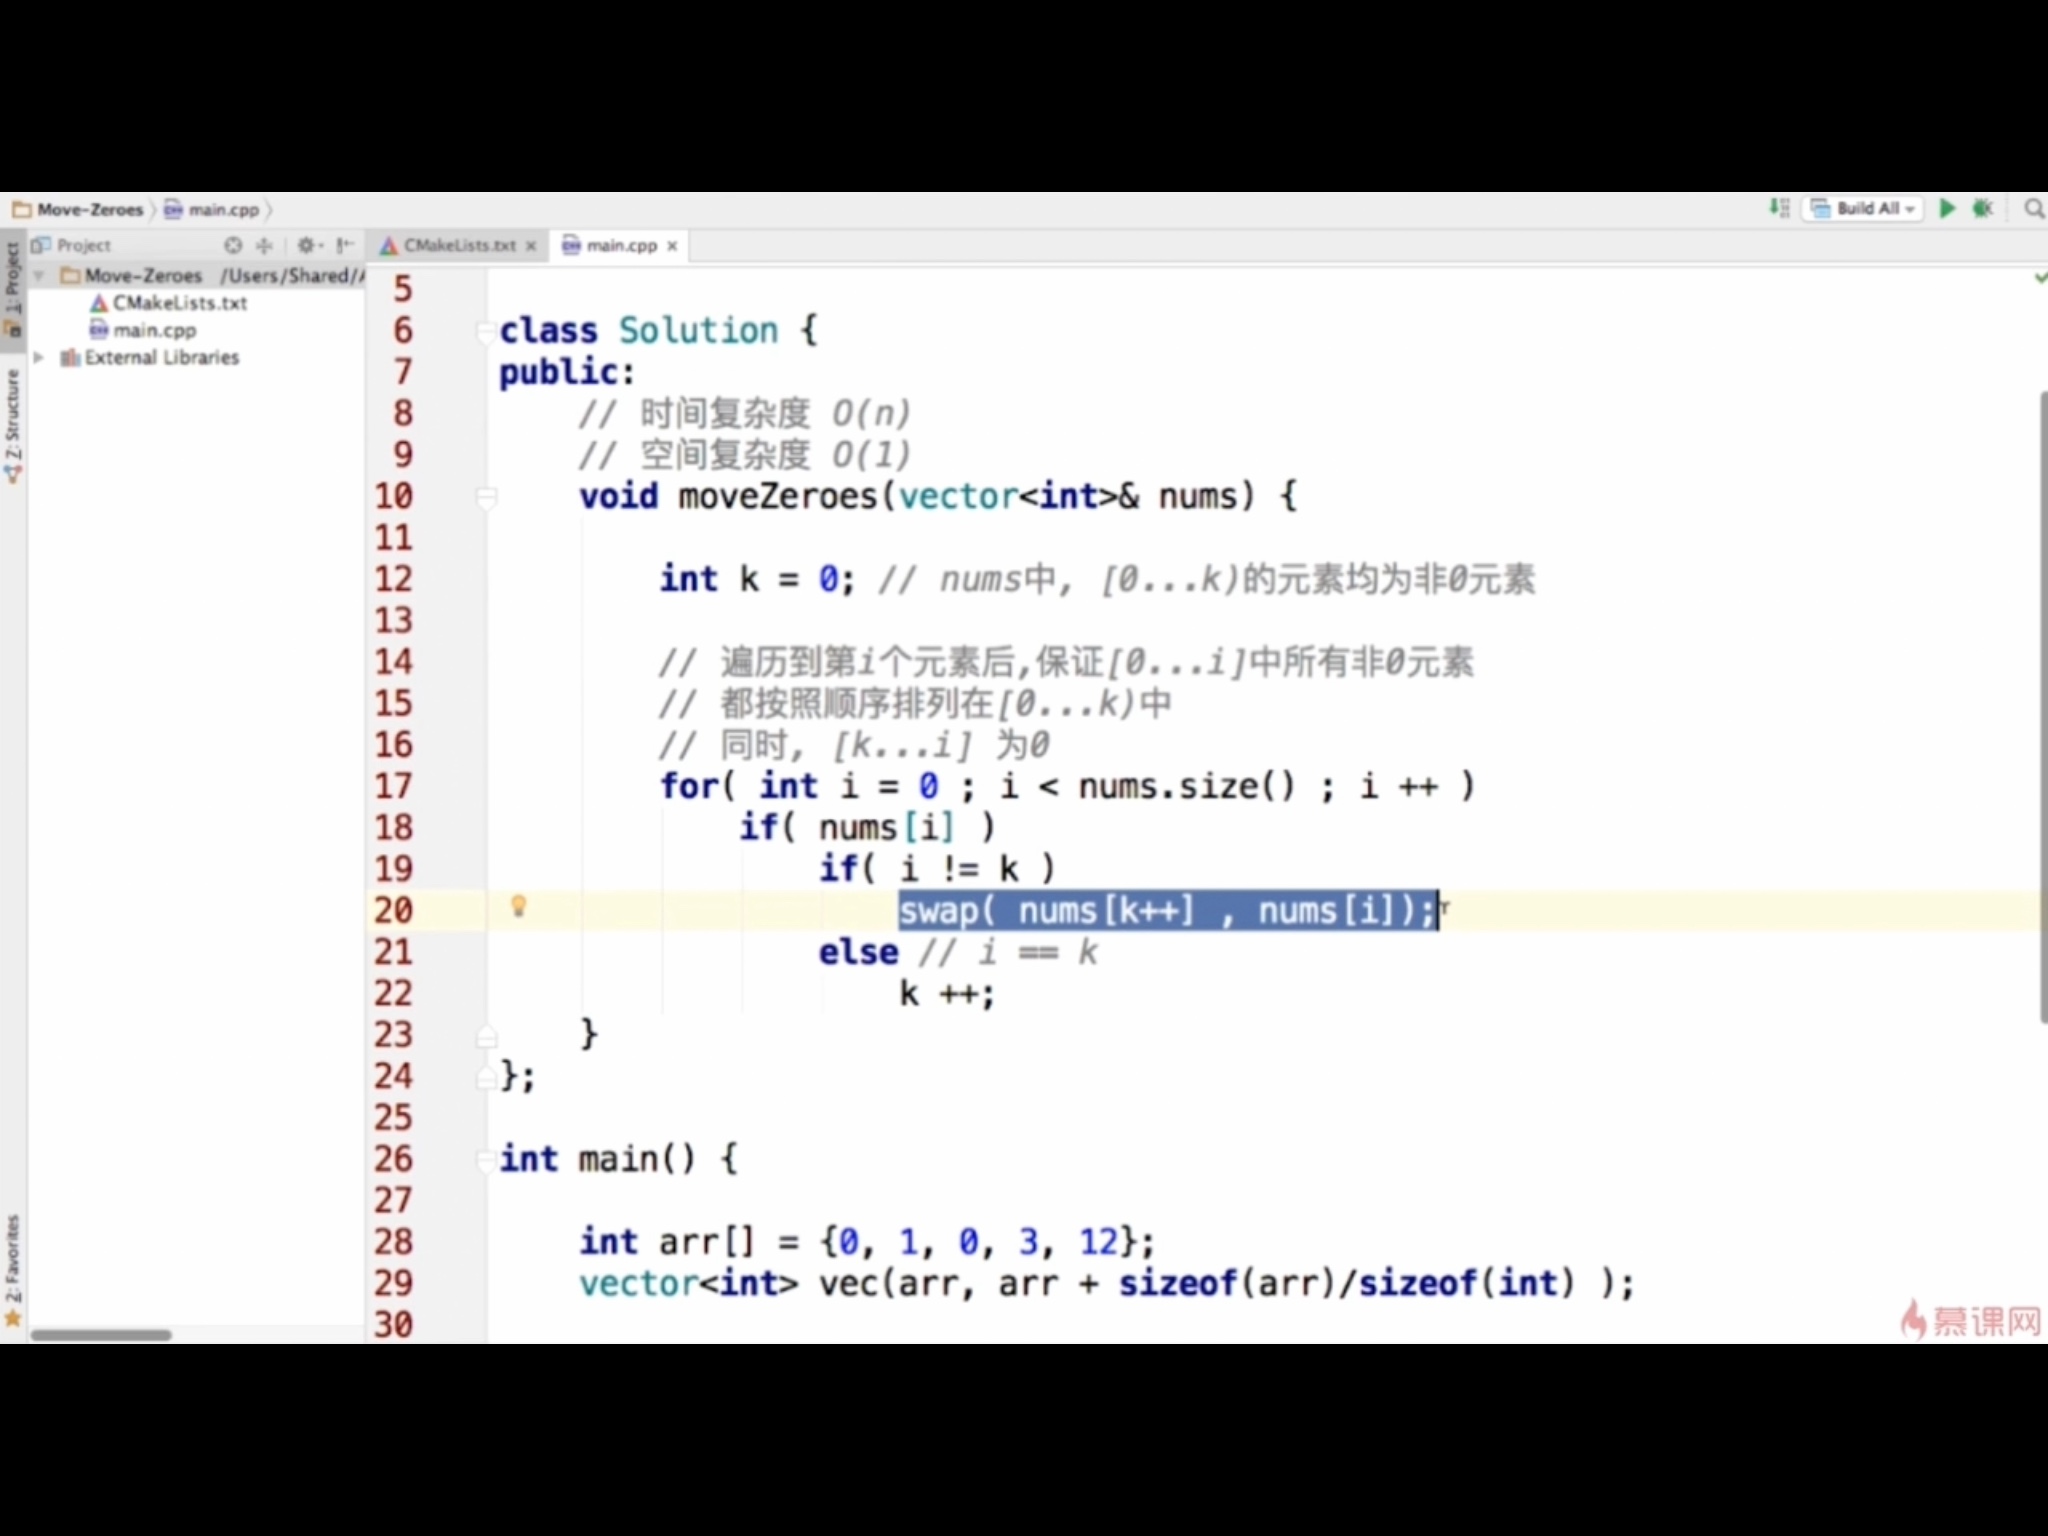 Move-Zeroes main.cpp
Build All
1: Project
Project
CMakeLists.txt
main.cpp
Move-Zeroes /Users/Shared/
CMakeLists.txt
main.cpp
External Libraries
Z: Structure
2: Favorites
5
6 class Solution {
7 public:
8 // 时间复杂度 O(n)
9 // 空间复杂度 O(1)
10 void moveZeroes(vector<int>& nums) {
11
12 int k = 0; // nums中, [0...k)的元素均为非0元素
13
14 // 遍历到第i个元素后,保证[0...i]中所有非0元素
15 // 都按照顺序排列在[0...k)中
16 // 同时, [k...i] 为0
17 for( int i = 0 ; i < nums.size() ; i ++ )
18 if( nums[i] )
19 if( i != k )
20 swap( nums[k++] , nums[i]);
21 else // i == k
22 k ++;
23 }
24 };
25
26 int main() {
27
28 int arr[] = {0, 1, 0, 3, 12};
29 vector<int> vec(arr, arr + sizeof(arr)/sizeof(int) );
30
慕课网